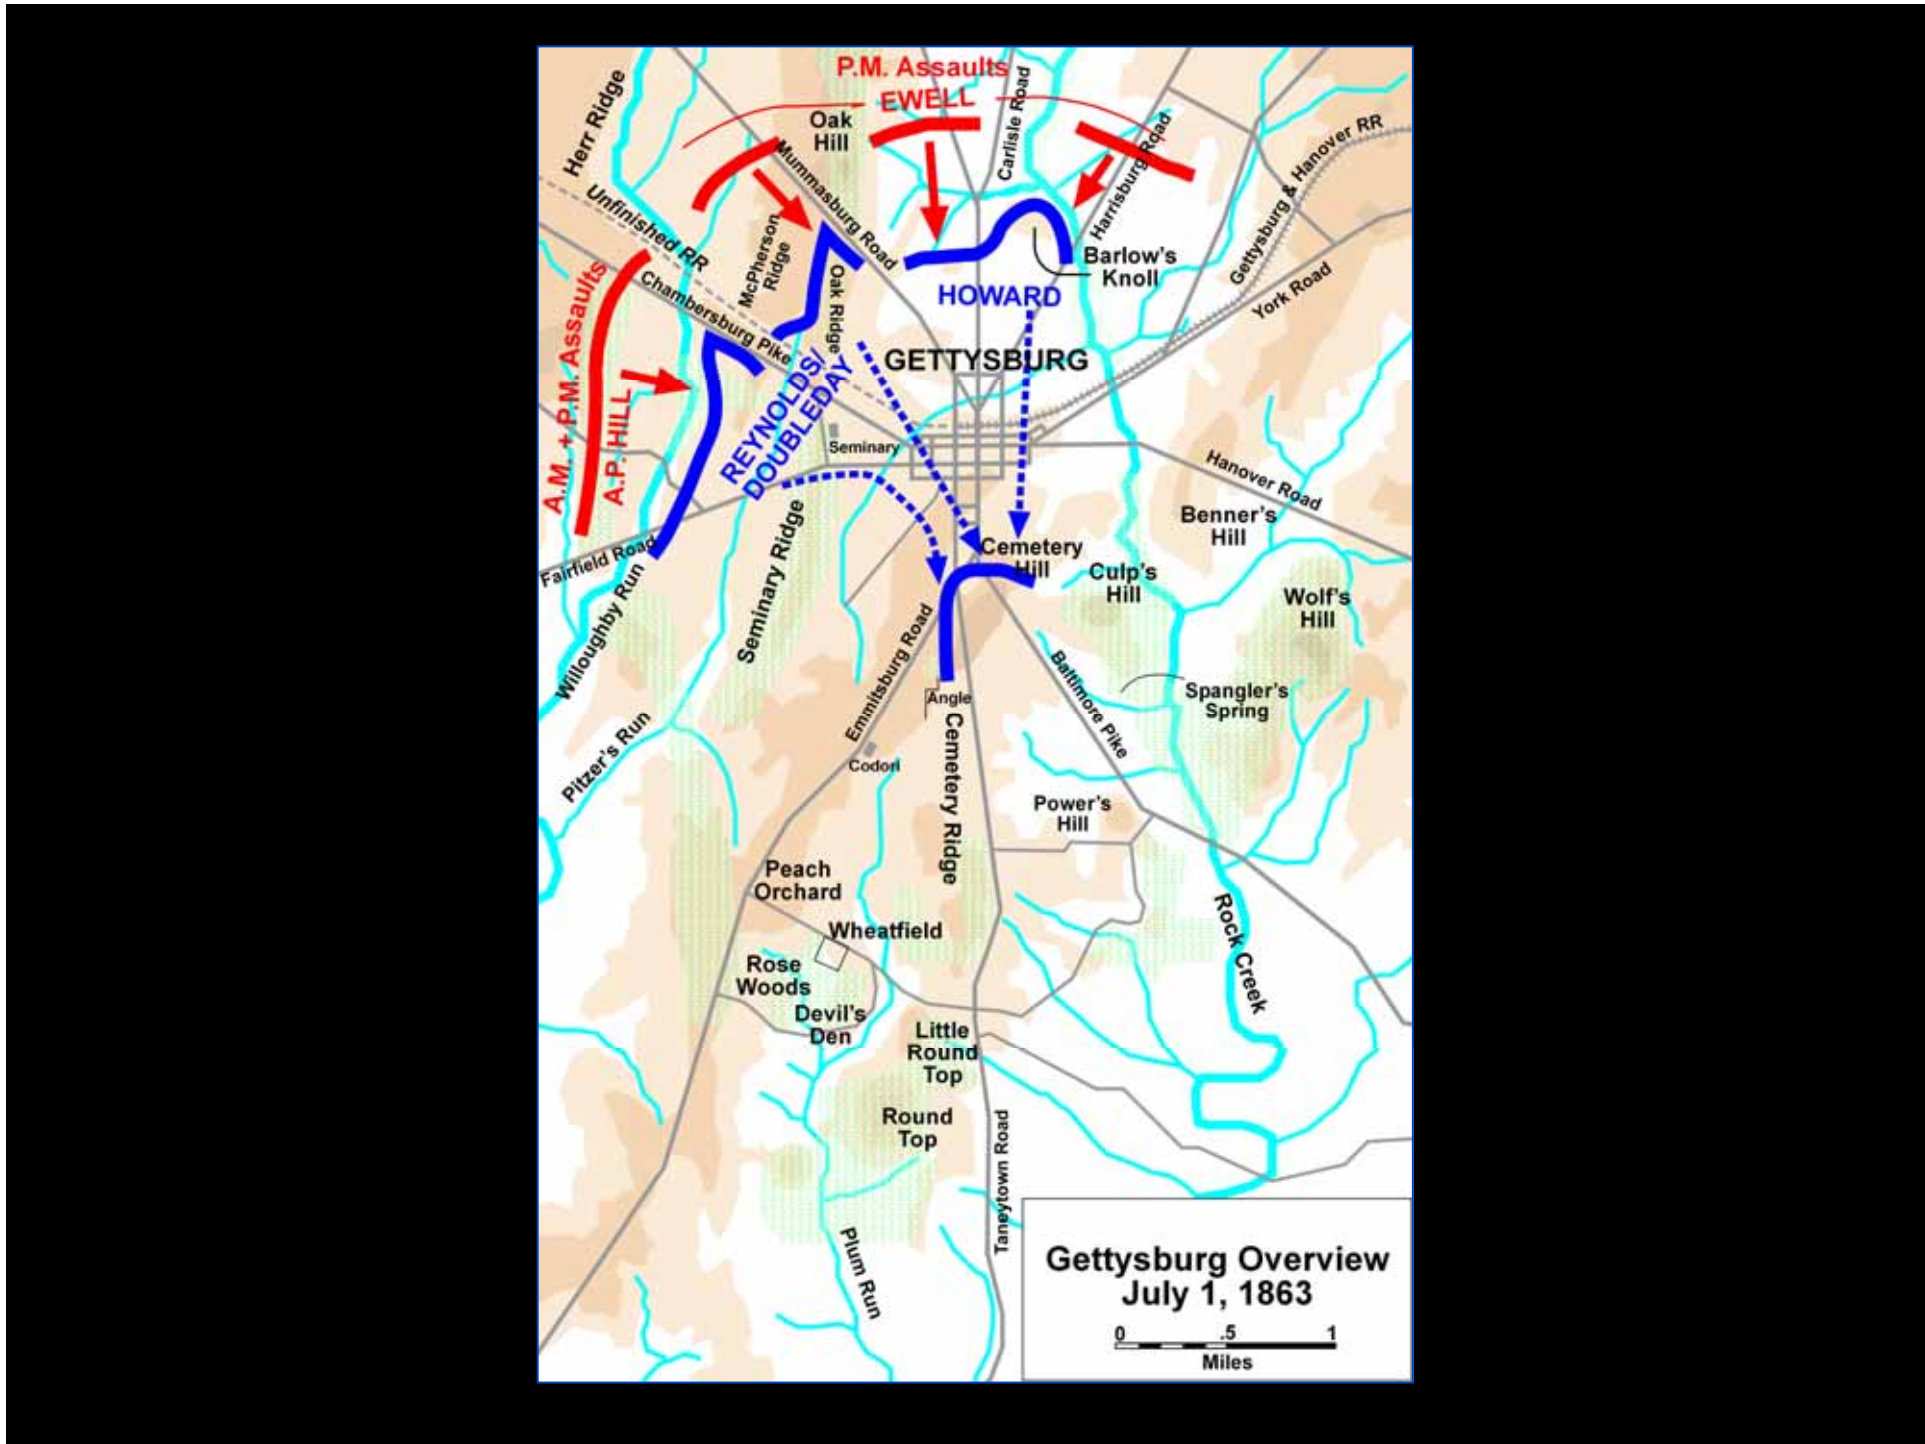 P.M. Assaults
EWELL
Oak
Hill
Herr Ridge
Carlisle Road
Harrisburg Road
Mummasburg Road
Unfinished RR
Gettysburg & Hanover RR
McPherson
Ridge
Chambersburg Pike
Oak Ridge
Barlow's
Knoll
York Road
HOWARD
A.M. + P.M. Assaults
A.P. HILL
REYNOLDS/
DOUBLEDAY
GETTYSBURG
Seminary
Hanover Road
Benner's
Hill
Fairfield Road
Willoughby Run
Seminary Ridge
Cemetery
Hill
Culp's
Hill
Wolf's
Hill
Emmitsburg Road
Baltimore Pike
Spangler's
Spring
Angle
Pitzer's Run
Codori
Cemetery Ridge
Power's
Hill
Peach
Orchard
Wheatfield
Rose
Woods
Devil's
Den
Rock Creek
Little
Round
Top
Round
Top
Taneytown Road
Plum Run
Gettysburg Overview
July 1, 1863
0 .5 1
Miles